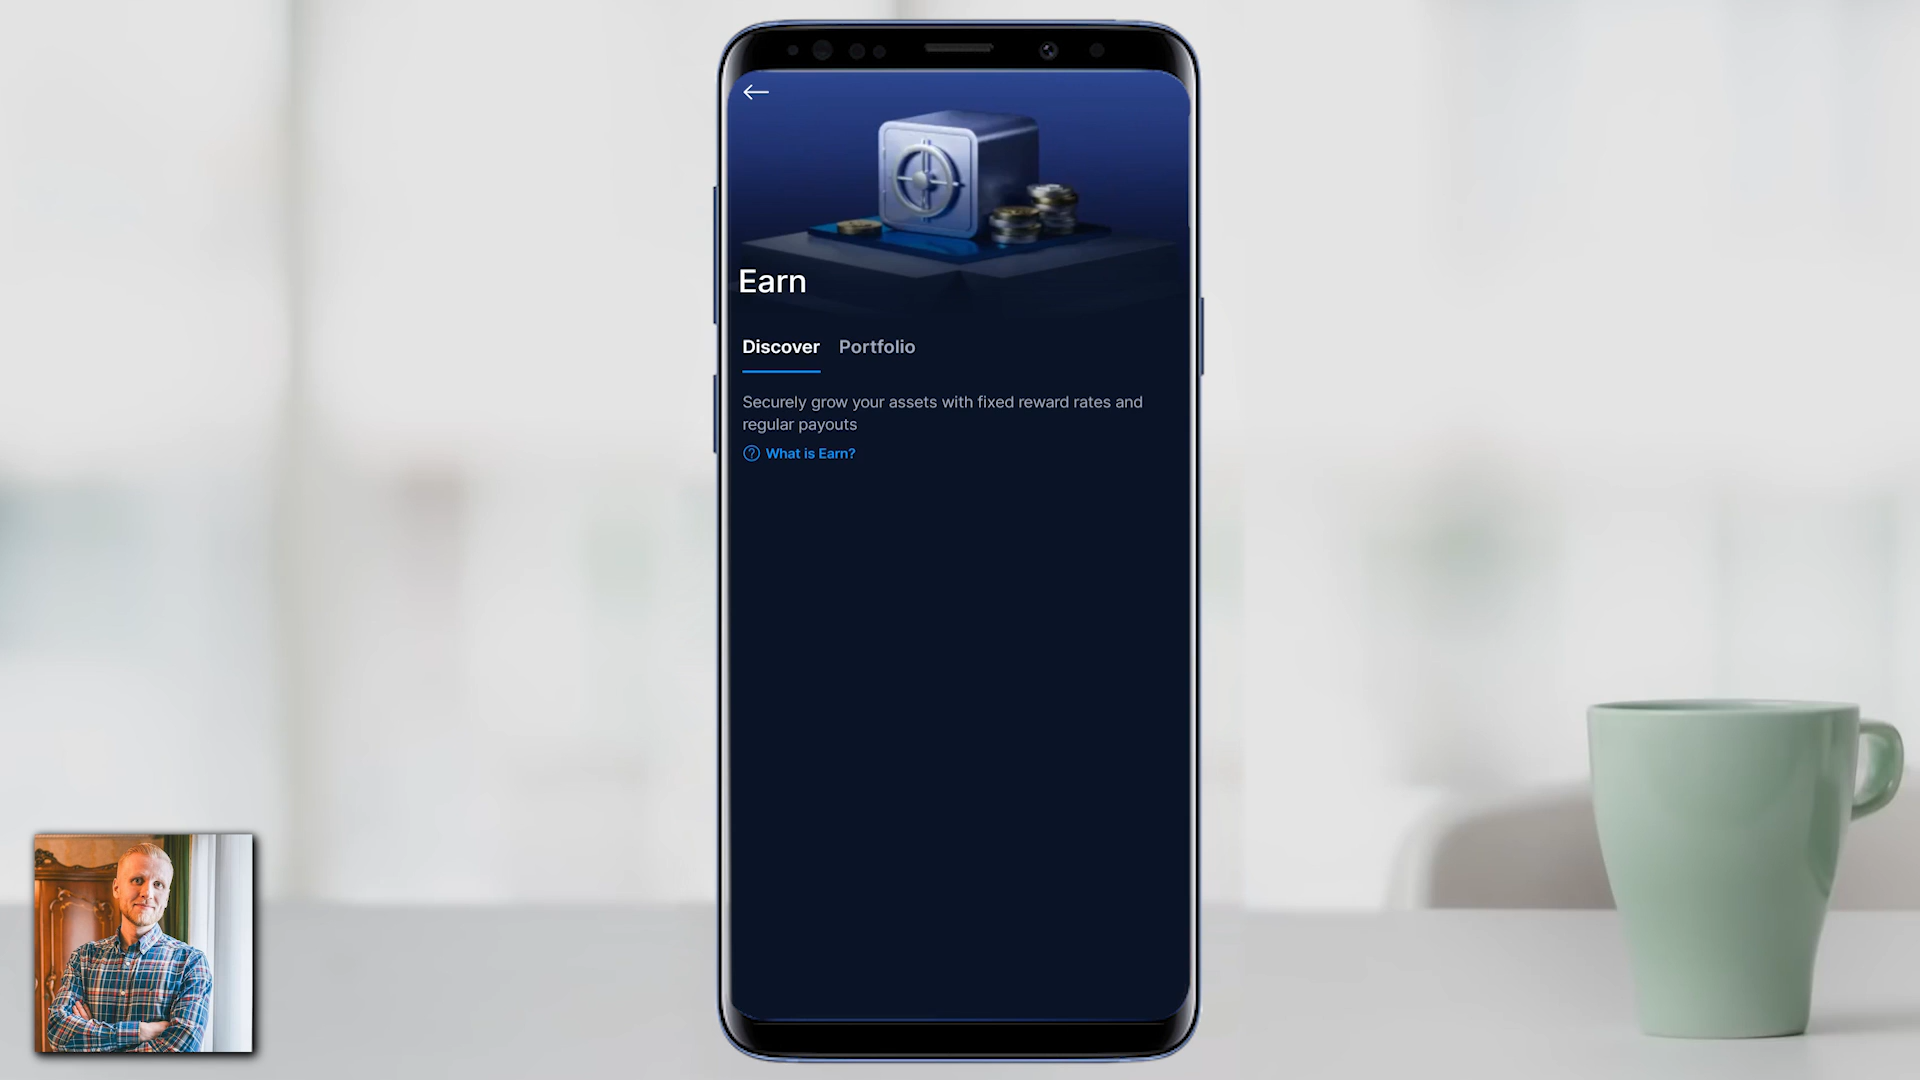 Earn
Discover Portfolio
Securely grow your assets with fixed reward rates and
regular payouts
What is Earn?